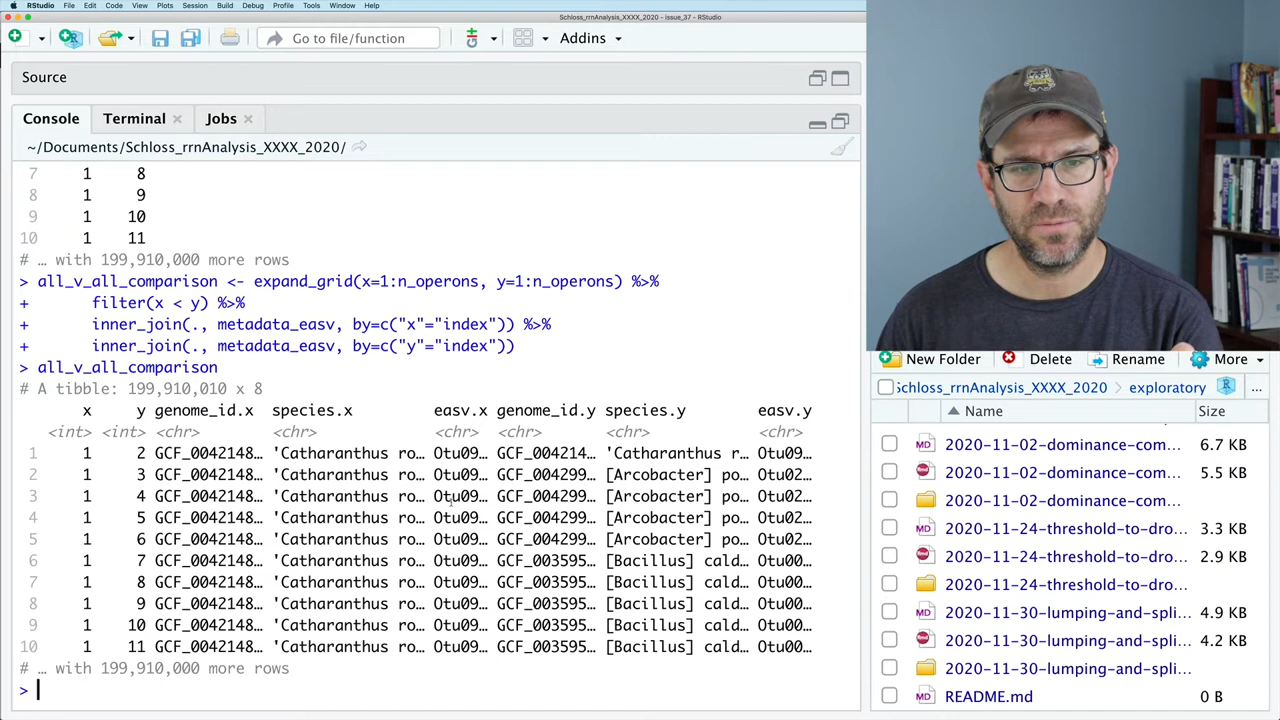 RStudio File Edit Code View Plots Session Build Debug Profile Tools Window Help
Schloss_rrnAnalysis_XXXX_2020 - issue_37 - RStudio
Go to file/function Addins
Source
Console Terminal Jobs
~/Documents/Schloss_rrnAnalysis_XXXX_2020/
7 1 8
8 1 9
9 1 10
10 1 11
# … with 199,910,000 more rows
> all_v_all_comparison <- expand_grid(x=1:n_operons, y=1:n_operons) %>%
+ filter(x < y) %>%
+ inner_join(., metadata_easv, by=c("x"="index")) %>%
+ inner_join(., metadata_easv, by=c("y"="index"))
> all_v_all_comparison
# A tibble: 199,910,010 x 8
x y genome_id.x species.x easv.x genome_id.y species.y easv.y
<int> <int> <chr> <chr> <chr> <chr> <chr> <chr>
1 1 2 GCF_0042148… 'Catharanthus ro… Otu09… GCF_004214… 'Catharanthus r… Otu09…
2 1 3 GCF_0042148… 'Catharanthus ro… Otu09… GCF_004299… [Arcobacter] po… Otu02…
3 1 4 GCF_0042148… 'Catharanthus ro… Otu09… GCF_004299… [Arcobacter] po… Otu02…
4 1 5 GCF_0042148… 'Catharanthus ro… Otu09… GCF_004299… [Arcobacter] po… Otu02…
5 1 6 GCF_0042148… 'Catharanthus ro… Otu09… GCF_004299… [Arcobacter] po… Otu02…
6 1 7 GCF_0042148… 'Catharanthus ro… Otu09… GCF_003595… [Bacillus] cald… Otu00…
7 1 8 GCF_0042148… 'Catharanthus ro… Otu09… GCF_003595… [Bacillus] cald… Otu00…
8 1 9 GCF_0042148… 'Catharanthus ro… Otu09… GCF_003595… [Bacillus] cald… Otu00…
9 1 10 GCF_0042148… 'Catharanthus ro… Otu09… GCF_003595… [Bacillus] cald… Otu00…
10 1 11 GCF_0042148… 'Catharanthus ro… Otu09… GCF_003595… [Bacillus] cald… Otu00…
# … with 199,910,000 more rows
>
New Folder Delete Rename More
Schloss_rrnAnalysis_XXXX_2020 exploratory ...
Name Size
2020-11-02-dominance-com… 6.7 KB
2020-11-02-dominance-com… 5.5 KB
2020-11-02-dominance-com…
2020-11-24-threshold-to-dro… 3.3 KB
2020-11-24-threshold-to-dro… 2.9 KB
2020-11-24-threshold-to-dro…
2020-11-30-lumping-and-spli… 4.9 KB
2020-11-30-lumping-and-spli… 4.2 KB
2020-11-30-lumping-and-spli…
README.md 0 B